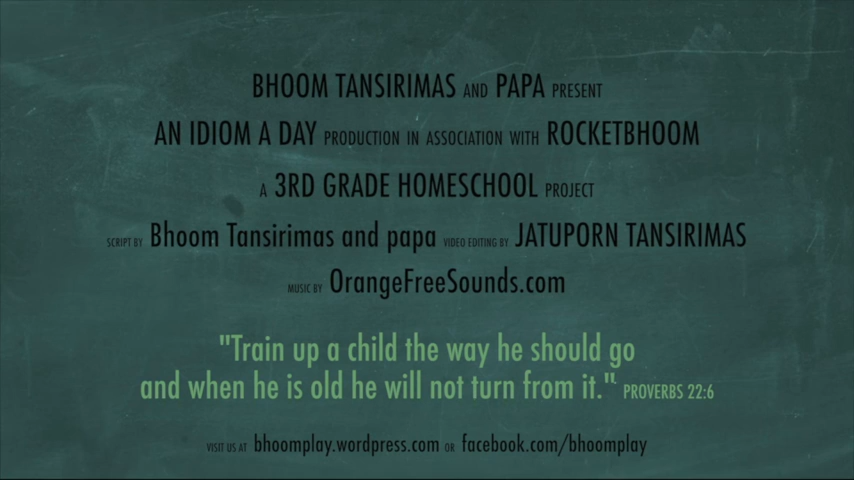 BHOOM TANSIRIMAS AND PAPA PRESENT
AN IDIOM A DAY PRODUCTION IN ASSOCIATION WITH ROCKETBHOOM
A 3RD GRADE HOMESCHOOL PROJECT
SCRIPT BY Bhoom Tansirimas and papa VIDEO EDITING BY JATUPORN TANSIRIMAS
MUSIC BY OrangeFreeSounds.com
"Train up a child the way he should go
and when he is old he will not turn from it." PROVERBS 22:6
VISIT US AT bhoomplay.wordpress.com OR facebook.com/bhoomplay